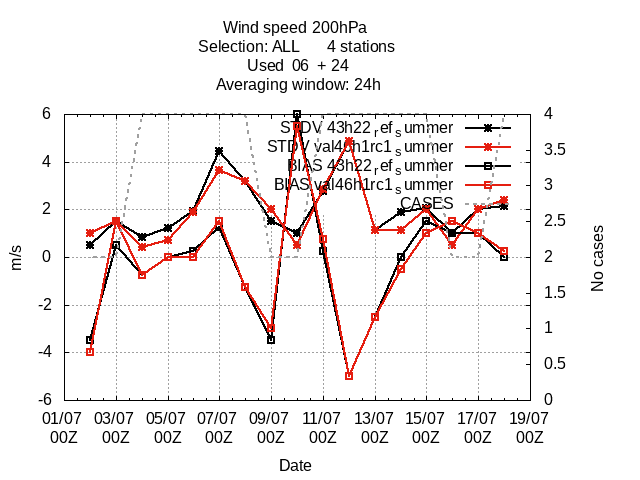 Wind speed 200hPa
Selection: ALL 4 stations
Used 06 + 24
Averaging window: 24h
STDV 43h22_ref_summer
STDV val46h1rc1_summer
BIAS 43h22_ref_summer
BIAS val46h1rc1_summer
CASES
6
4
2
0
-2
-4
-6
m/s
4
3.5
3
2.5
2
1.5
1
0.5
0
No cases
01/07 03/07 05/07 07/07 09/07 11/07 13/07 15/07 17/07 19/07
00Z 00Z 00Z 00Z 00Z 00Z 00Z 00Z 00Z 00Z
Date